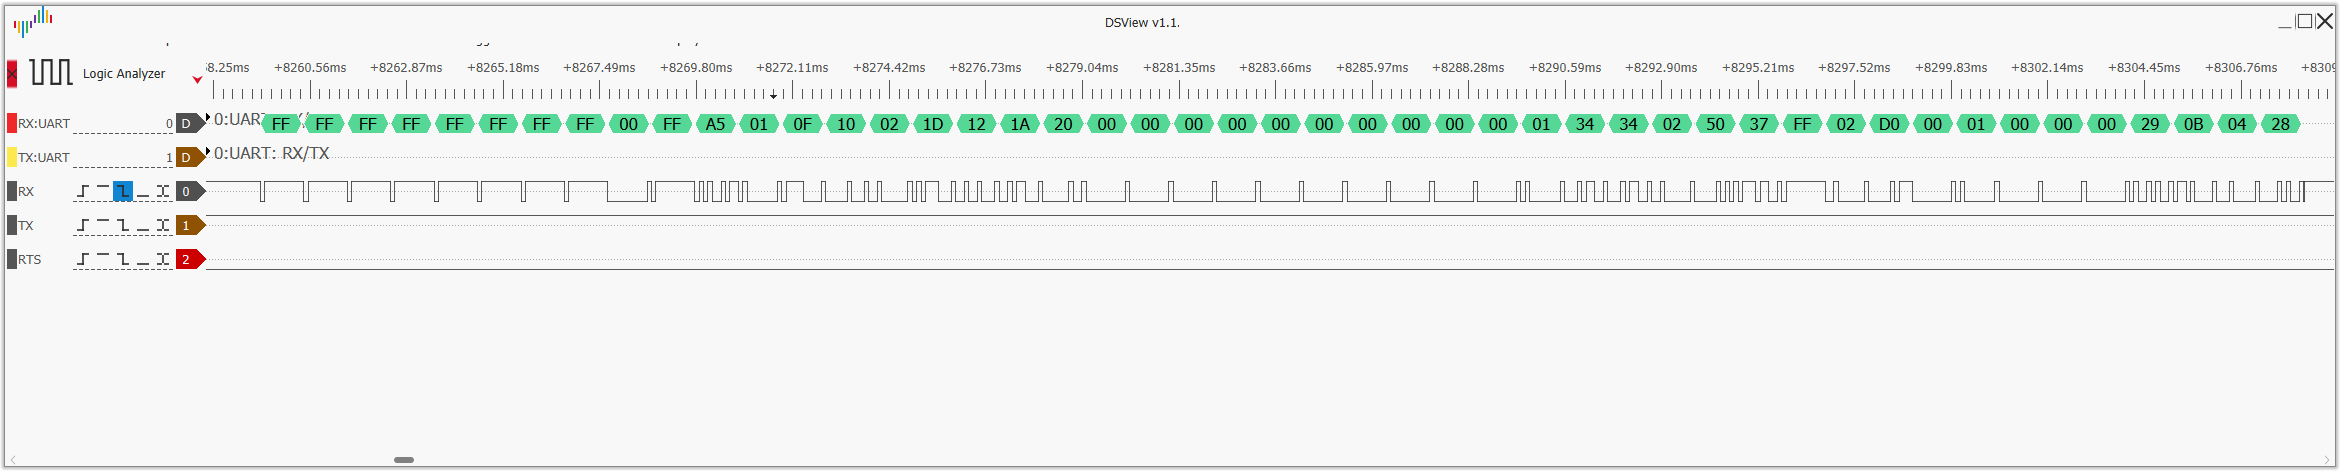 DSView v1.1.
Logic Analyzer
8.25ms +8260.56ms +8262.87ms +8265.18ms +8267.49ms +8269.80ms +8272.11ms +8274.42ms +8276.73ms +8279.04ms +8281.35ms +8283.66ms +8285.97ms +8288.28ms +8290.59ms +8292.90ms +8295.21ms +8297.52ms +8299.83ms +8302.14ms +8304.45ms +8306.76ms +8309
RX:UART 0 D 0:UART FF FF FF FF FF FF FF FF 00 FF A5 01 0F 10 02 1D 12 1A 20 00 00 00 00 00 00 00 00 00 00 01 34 34 02 50 37 FF 02 D0 00 01 00 00 00 29 0B 04 28
TX:UART 1 D 0:UART: RX/TX
RX 0
TX 1
RTS 2